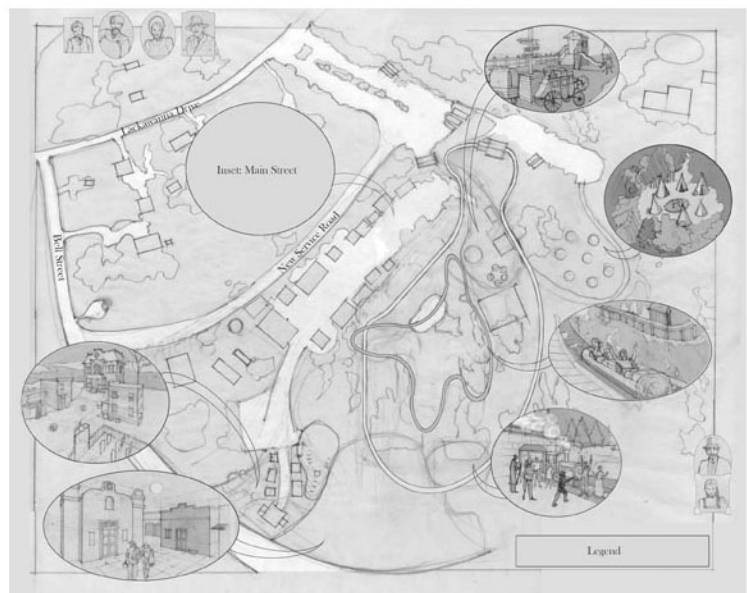 Lackawanna Drive
Inset: Main Street
New Service Road
Bell Street
Legend